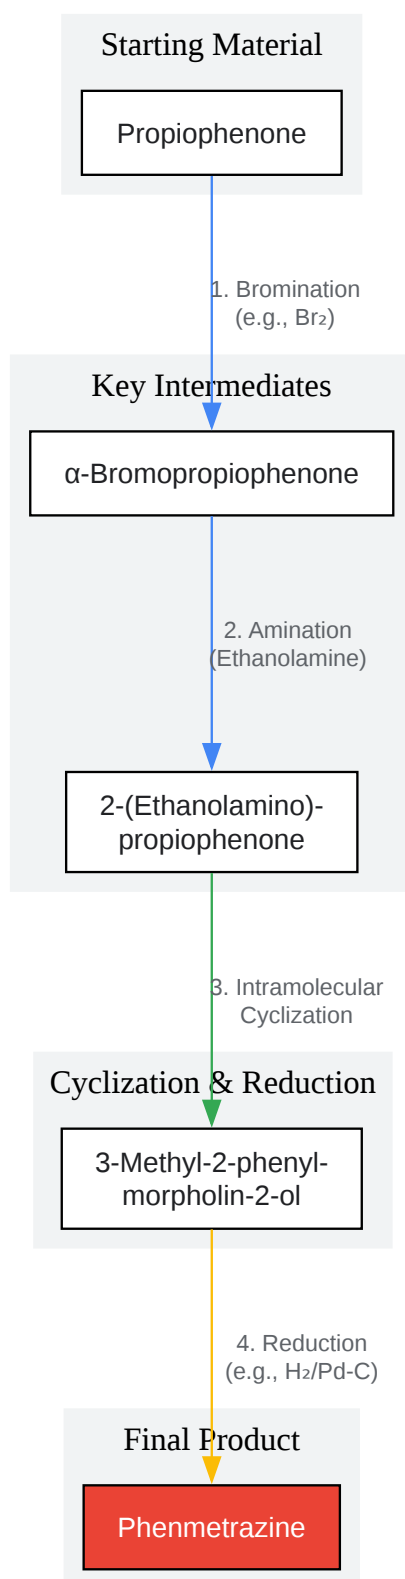 Starting Material
Propiophenone
1. Bromination
(e.g., Br₂)
Key Intermediates
α-Bromopropiophenone
2. Amination
(Ethanolamine)
2-(Ethanolamino)-
propiophenone
3. Intramolecular
Cyclization
Cyclization & Reduction
3-Methyl-2-phenyl-
morpholin-2-ol
4. Reduction
(e.g., H₂/Pd-C)
Final Product
Phenmetrazine